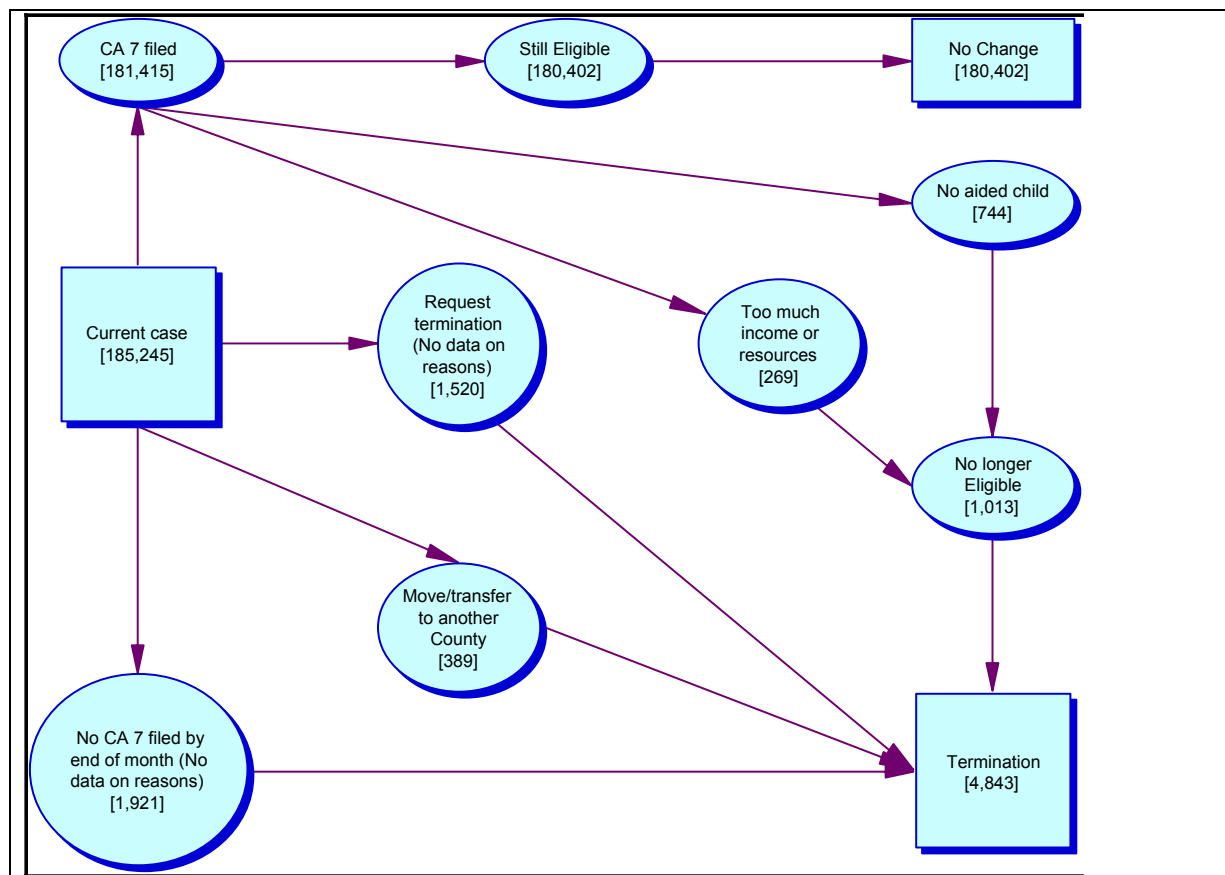 CA 7 filed
[181,415]
Still Eligible
[180,402]
No Change
[180,402]
No aided child
[744]
Current case
[185,245]
Request
termination
(No data on
reasons)
[1,520]
Too much
income or
resources
[269]
No longer
Eligible
[1,013]
Move/transfer
to another
County
[389]
No CA 7 filed by
end of month (No
data on reasons)
[1,921]
Termination
[4,843]